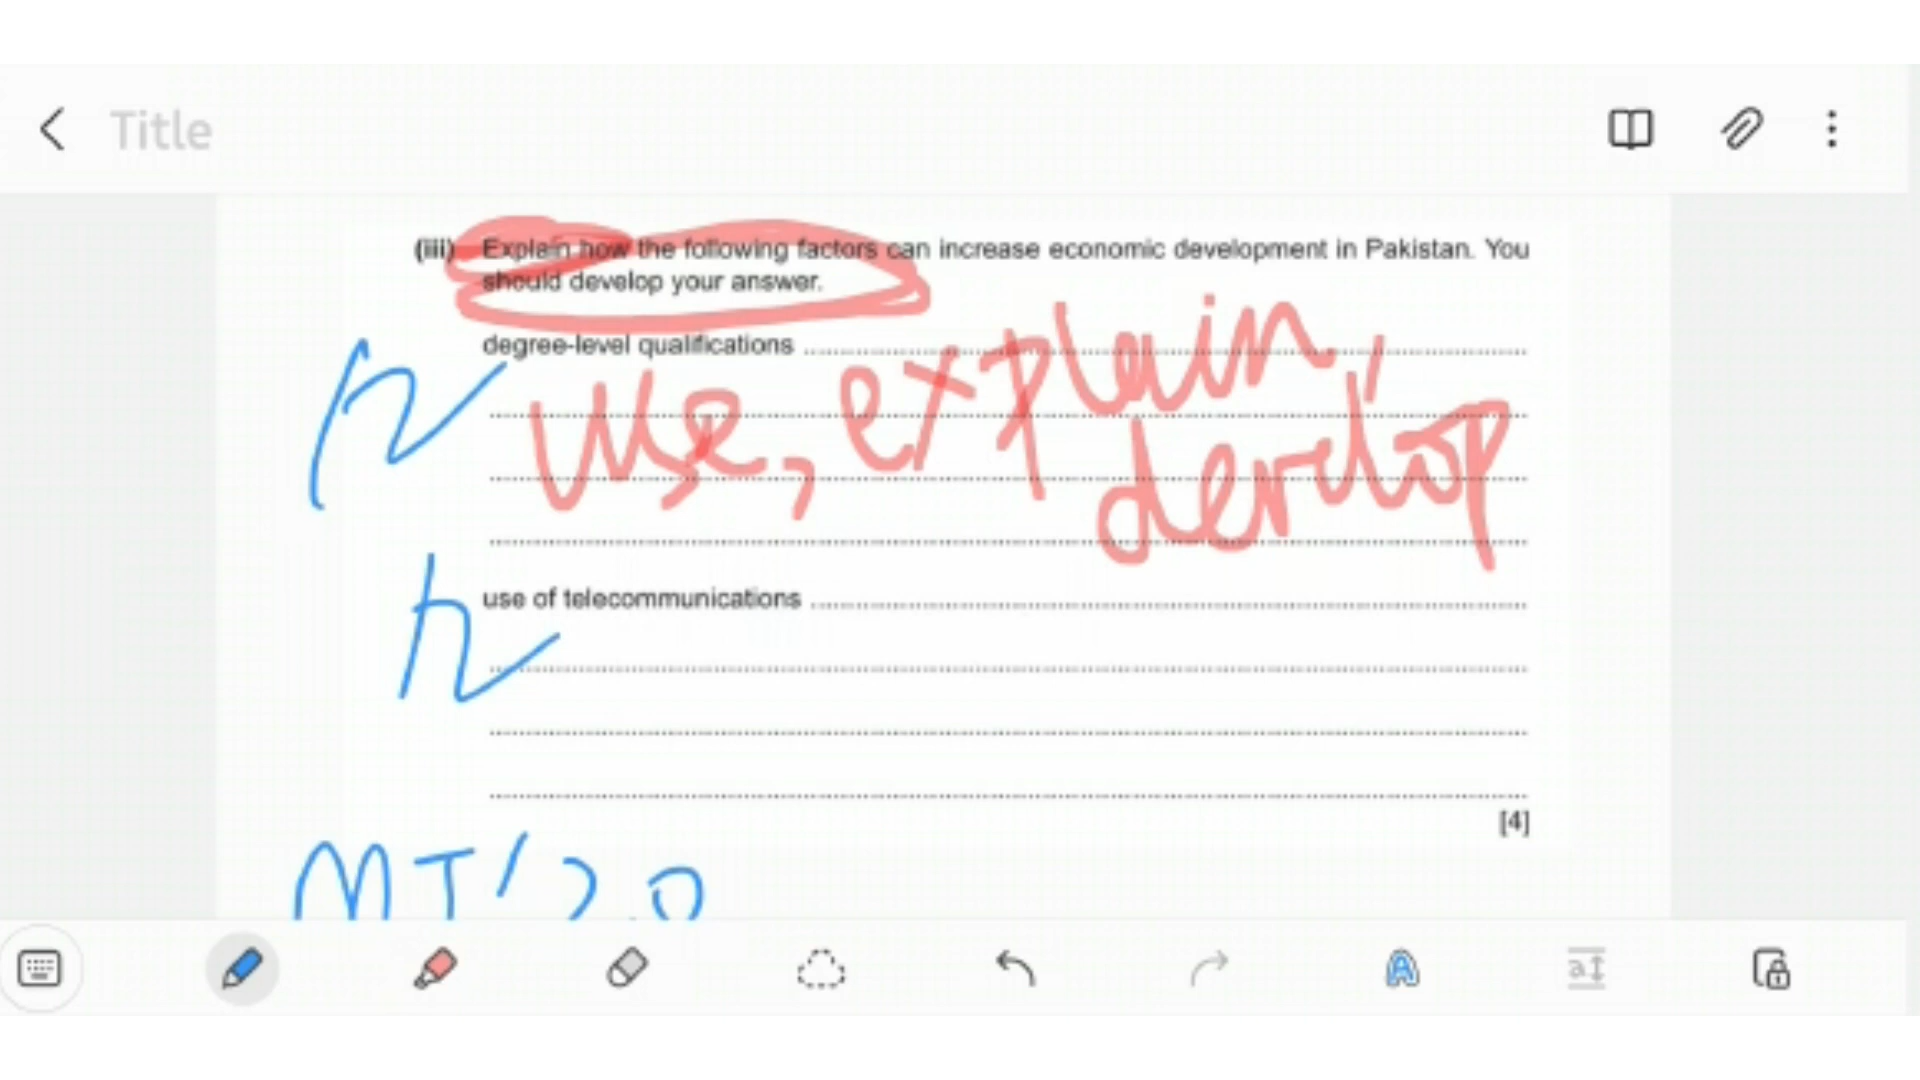 Title
(iii) Explain how the following factors can increase economic development in Pakistan. You
should develop your answer.
degree-level qualifications
use, explain,
develop
use of telecommunications
[4]